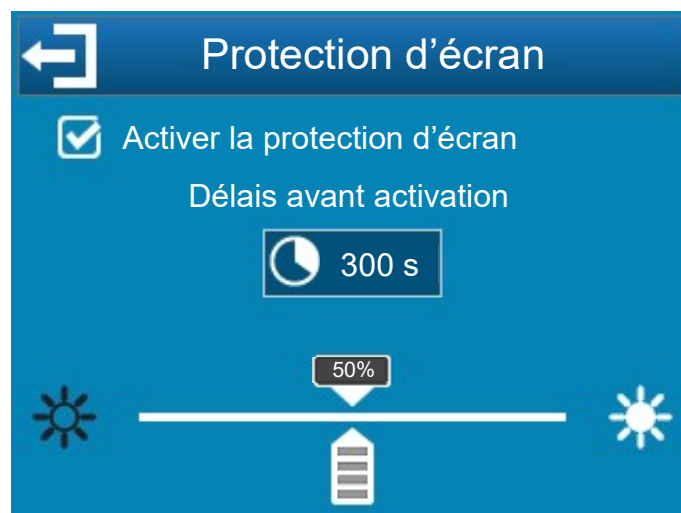 Protection d’écran
Activer la protection d’écran
Délais avant activation
300 s
50%